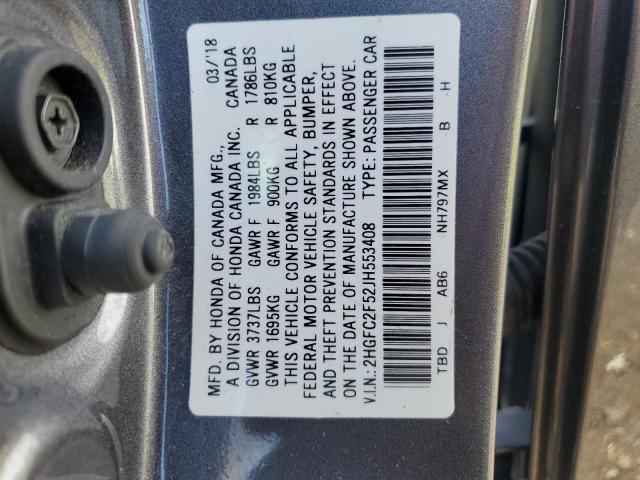 MFD. BY HONDA OF CANADA MFG., 03/'18
A DIVISION OF HONDA CANADA INC. CANADA
GVWR 3737LBS GAWR F 1984LBS R 1786LBS
GVWR 1695KG GAWR F 900KG R 810KG
THIS VEHICLE CONFORMS TO ALL APPLICABLE
FEDERAL MOTOR VEHICLE SAFETY, BUMPER,
AND THEFT PREVENTION STANDARDS IN EFFECT
ON THE DATE OF MANUFACTURE SHOWN ABOVE.
V.I.N.: 2HGFC2F52JH553408 TYPE: PASSENGER CAR
TBD J AB6 NH797MX B H